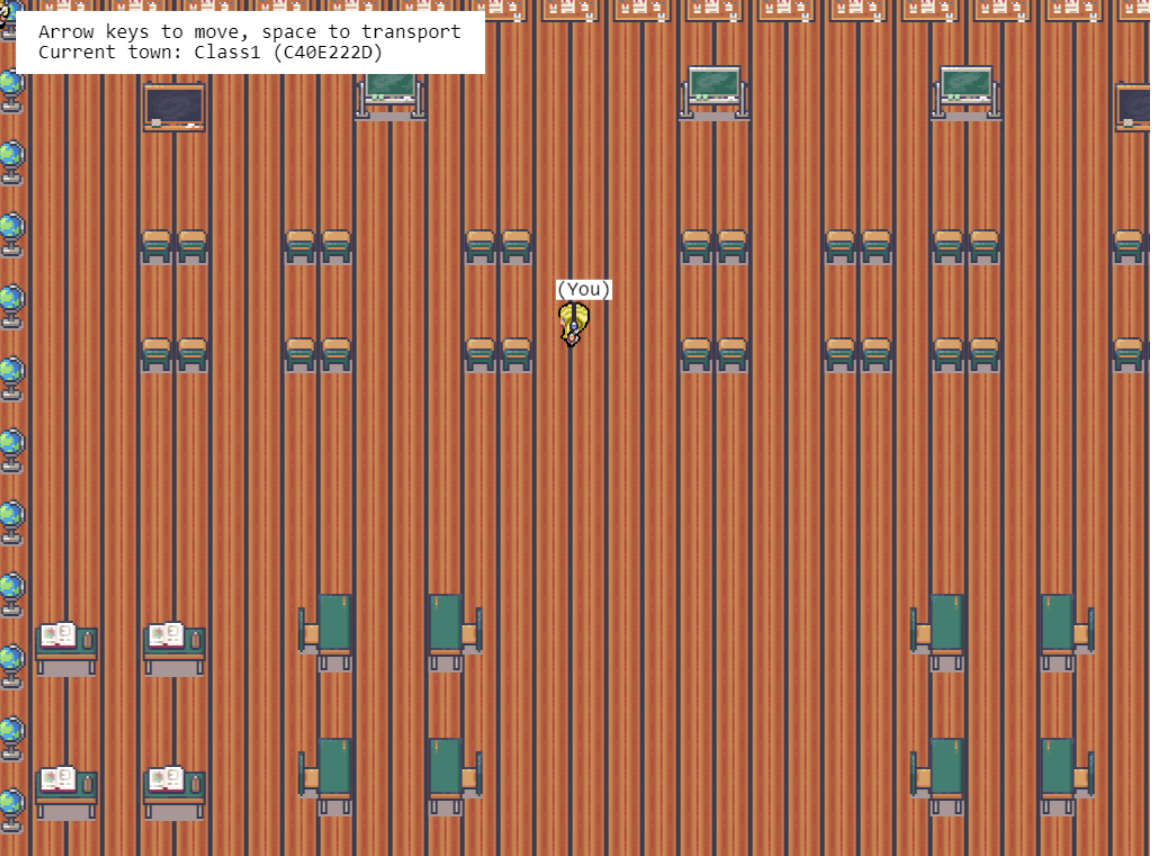 Arrow keys to move, space to transport
Current town: Class1 (C40E222D)
(You)